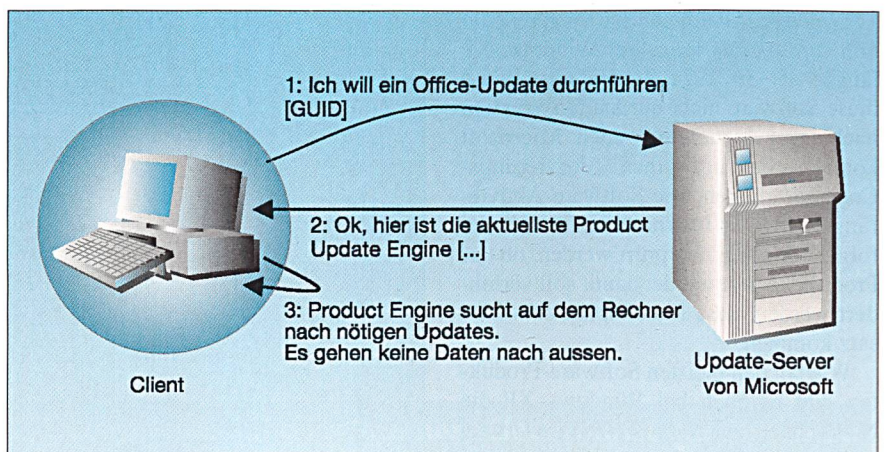 1: Ich will ein Office-Update durchführen
[GUID]
2: Ok, hier ist die aktuellste Product
Update Engine [...]
3: Product Engine sucht auf dem Rechner
nach nötigen Updates.
Es gehen keine Daten nach aussen.
Client
Update-Server
von Microsoft